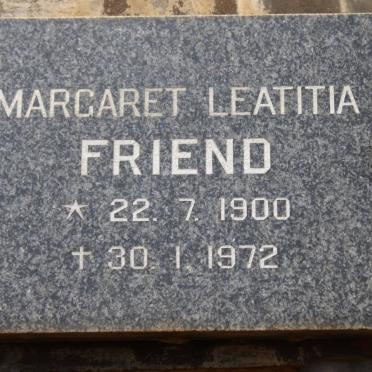 MARGARET LEATITIA
FRIEND
* 22. 7. 1900
† 30. 1. 1972